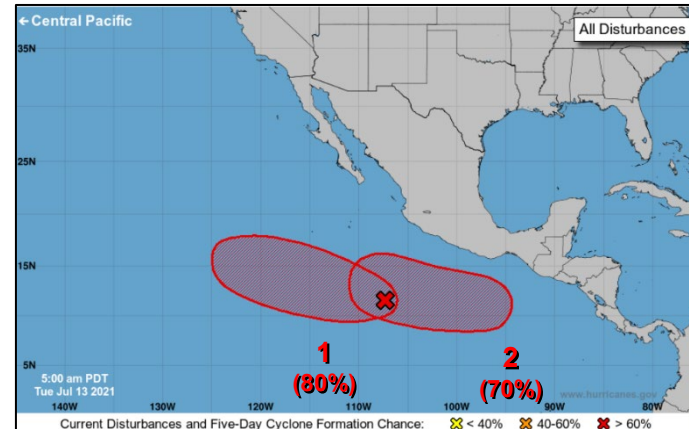 ← Central Pacific
All Disturbances
35N
25N
15N
5N
1
(80%)
2
(70%)
5:00 am PDT
Tue Jul 13 2021
www.hurricanes.gov
140W 130W 120W 110W 100W 90W 80W
Current Disturbances and Five-Day Cyclone Formation Chance: < 40% 40-60% > 60%